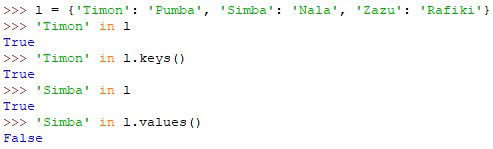 >>> l = {'Timon': 'Pumba', 'Simba': 'Nala', 'Zazu': 'Rafiki'}
>>> 'Timon' in l
True
>>> 'Timon' in l.keys()
True
>>> 'Simba' in l
True
>>> 'Simba' in l.values()
False